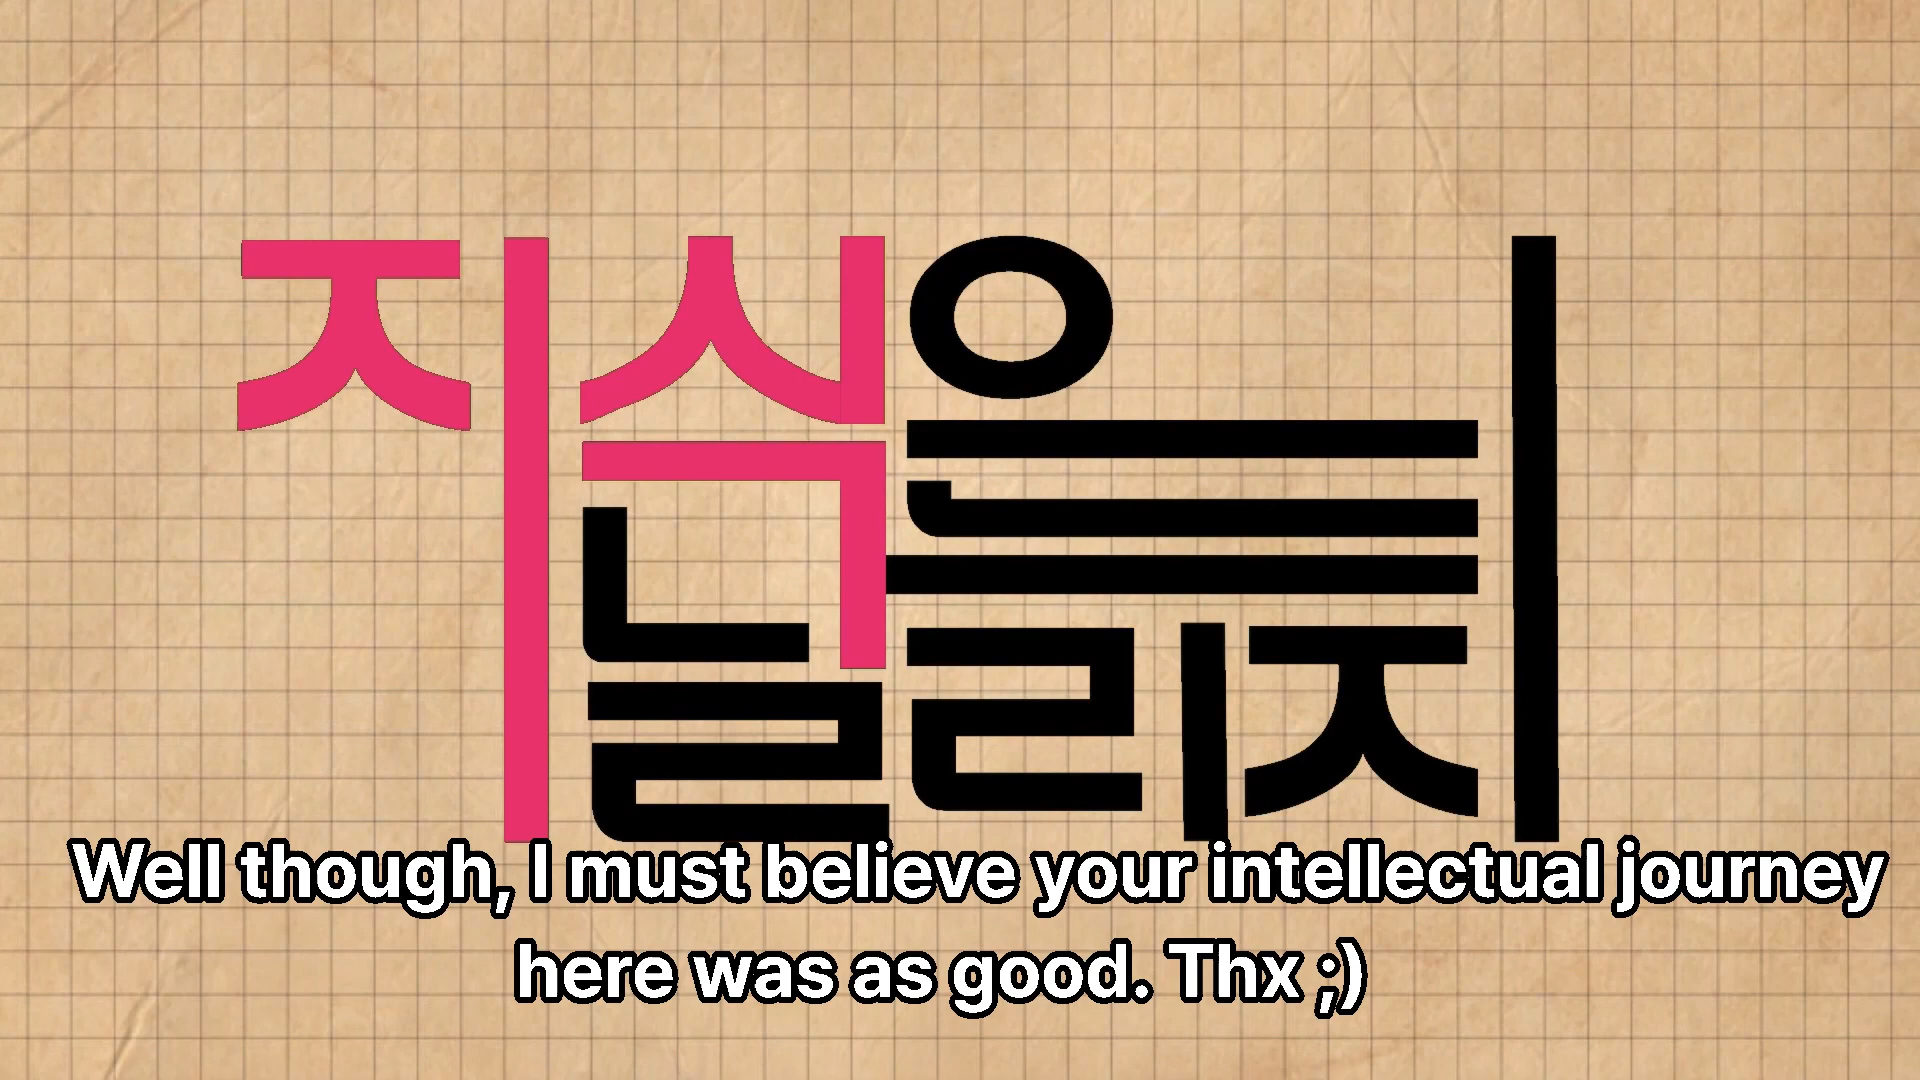 지식을
늘리지
Well though, I must believe your intellectual journey
here was as good. Thx ;)